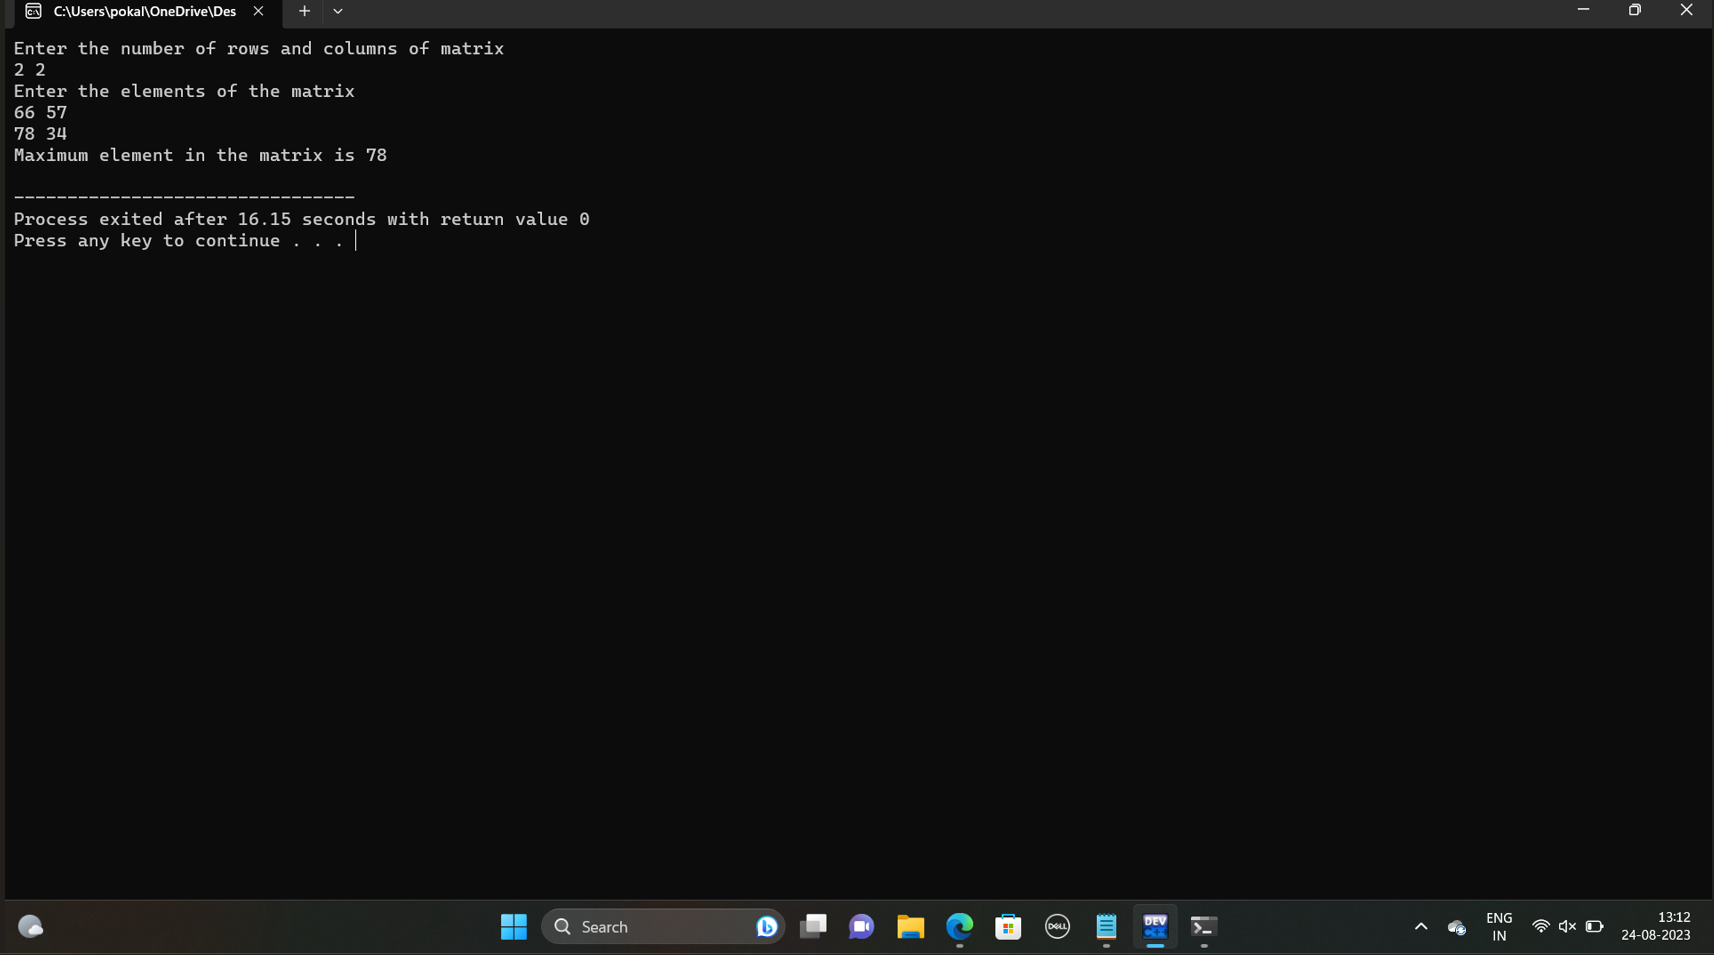 C:\Users\pokal\OneDrive\Des
Enter the number of rows and columns of matrix
2 2
Enter the elements of the matrix
66 57
78 34
Maximum element in the matrix is 78
--------------------------------
Process exited after 16.15 seconds with return value 0
Press any key to continue . . .
Search
DELL
DEV
ENG
IN
13:12
24-08-2023